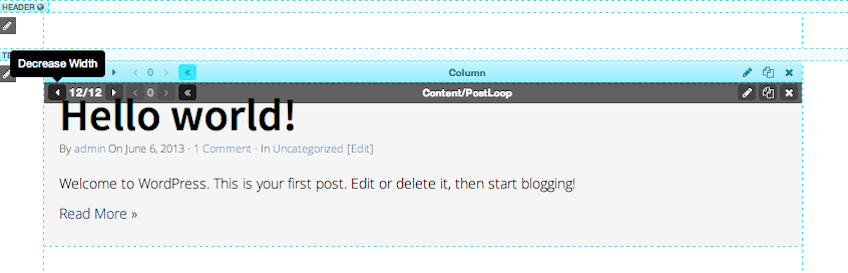 HEADER
TE
Decrease Width
0 Column
12/12 0 Content/PostLoop
Hello world!
By admin On June 6, 2013 · 1 Comment · In Uncategorized [Edit]
Welcome to WordPress. This is your first post. Edit or delete it, then start blogging!
Read More »